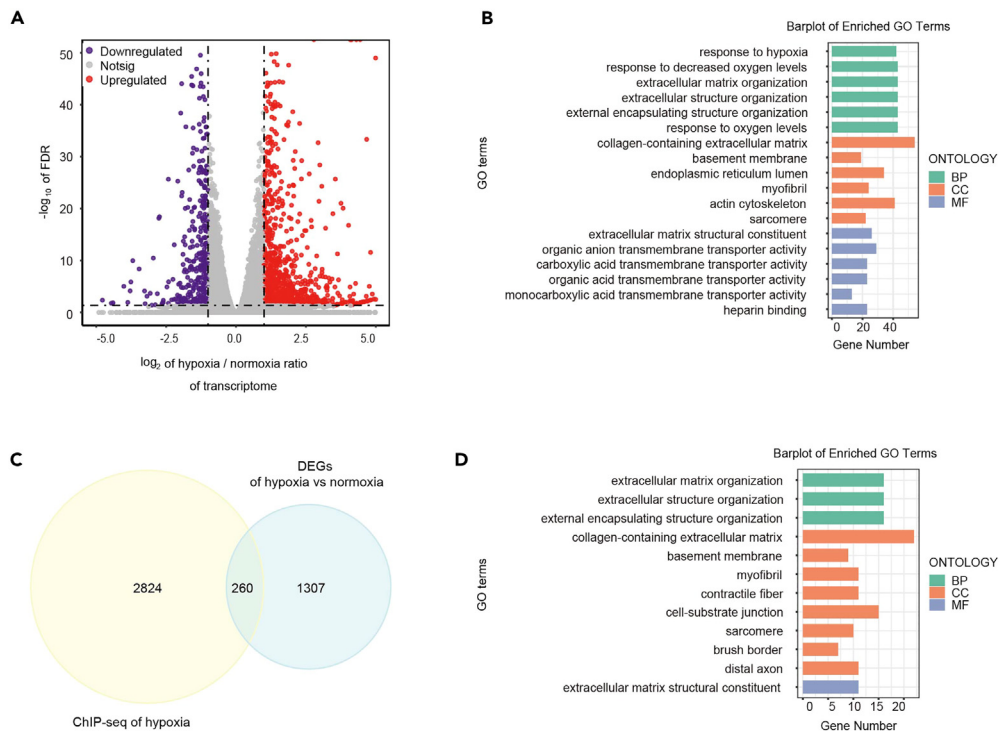 A
50
40
30
20
10
0
-log10 of FDR
Downregulated
Notsig
Upregulated
-5.0
-2.5
0.0
2.5
5.0
log2 of hypoxia / normoxia ratio
of transcriptome
B
Barplot of Enriched GO Terms
GO terms
response to hypoxia
response to decreased oxygen levels
extracellular matrix organization
extracellular structure organization
external encapsulating structure organization
response to oxygen levels
collagen-containing extracellular matrix
basement membrane
endoplasmic reticulum lumen
myofibril
actin cytoskeleton
sarcomere
extracellular matrix structural constituent
organic anion transmembrane transporter activity
carboxylic acid transmembrane transporter activity
organic acid transmembrane transporter activity
monocarboxylic acid transmembrane transporter activity
heparin binding
0 20 40
Gene Number
ONTOLOGY
BP
CC
MF
C
DEGs
of hypoxia vs normoxia
2824
260
1307
ChIP-seq of hypoxia
D
Barplot of Enriched GO Terms
GO terms
extracellular matrix organization
extracellular structure organization
external encapsulating structure organization
collagen-containing extracellular matrix
basement membrane
myofibril
contractile fiber
cell-substrate junction
sarcomere
brush border
distal axon
extracellular matrix structural constituent
0 5 10 15 20
Gene Number
ONTOLOGY
BP
CC
MF